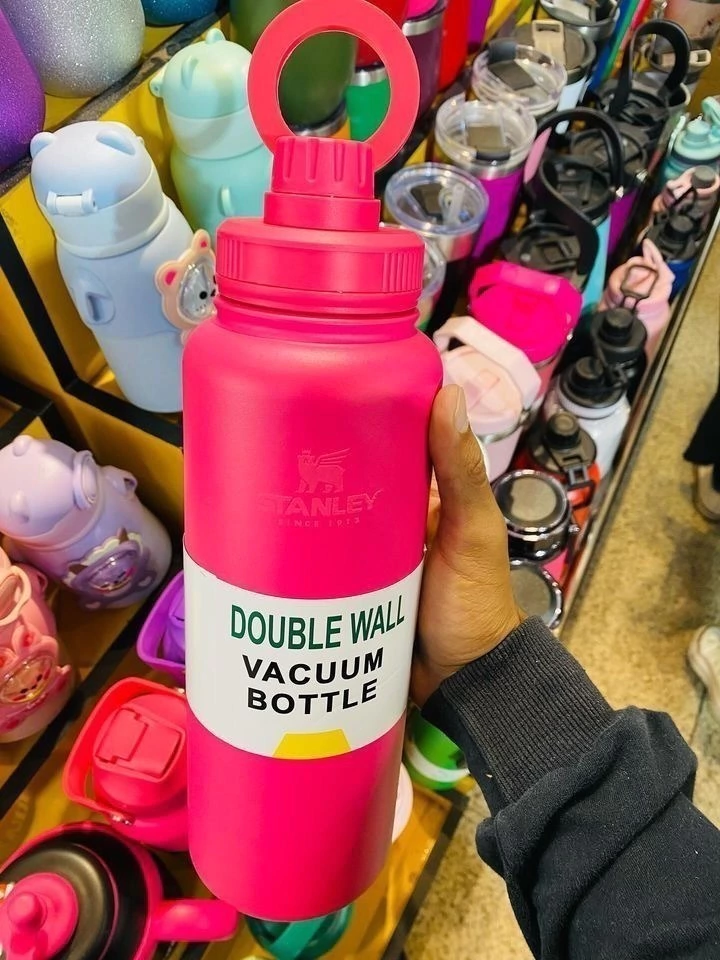 STANLEY
SINCE 1913
DOUBLE WALL
VACUUM
BOTTLE